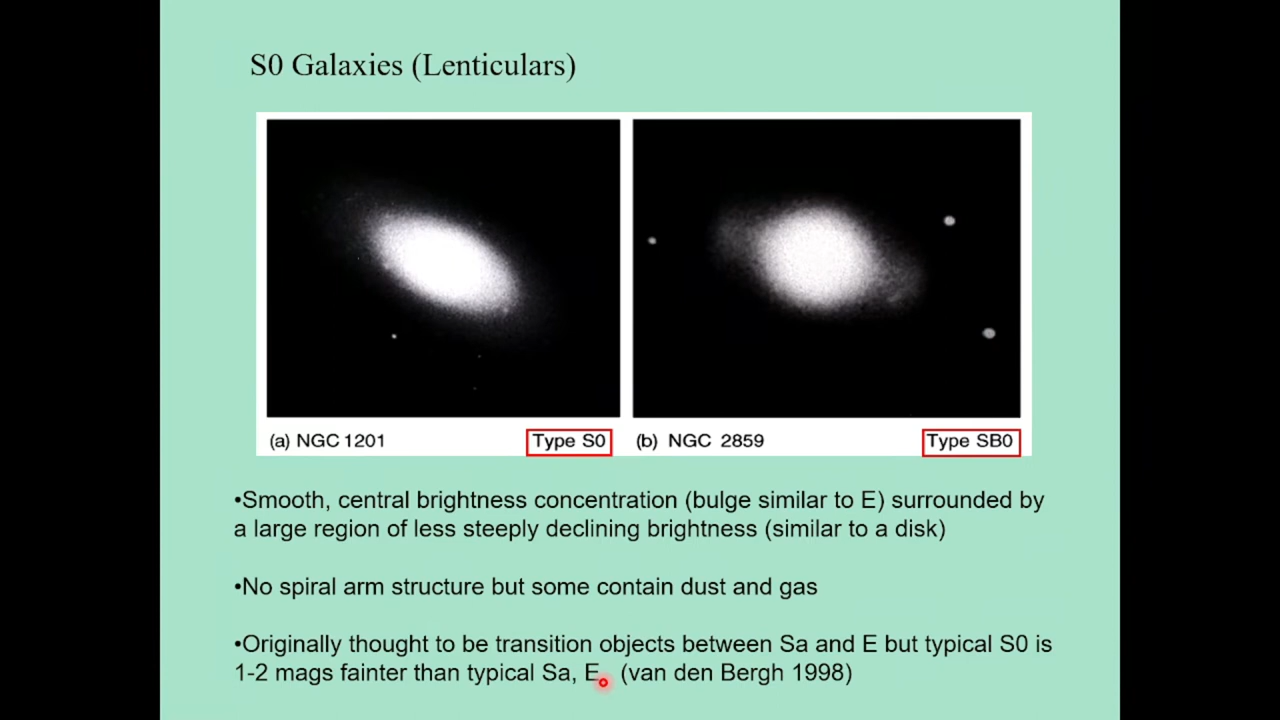 S0 Galaxies (Lenticulars)
(a) NGC 1201 Type S0 (b) NGC 2859 Type SB0
•Smooth, central brightness concentration (bulge similar to E) surrounded by
a large region of less steeply declining brightness (similar to a disk)
•No spiral arm structure but some contain dust and gas
•Originally thought to be transition objects between Sa and E but typical S0 is
1-2 mags fainter than typical Sa, E (van den Bergh 1998)